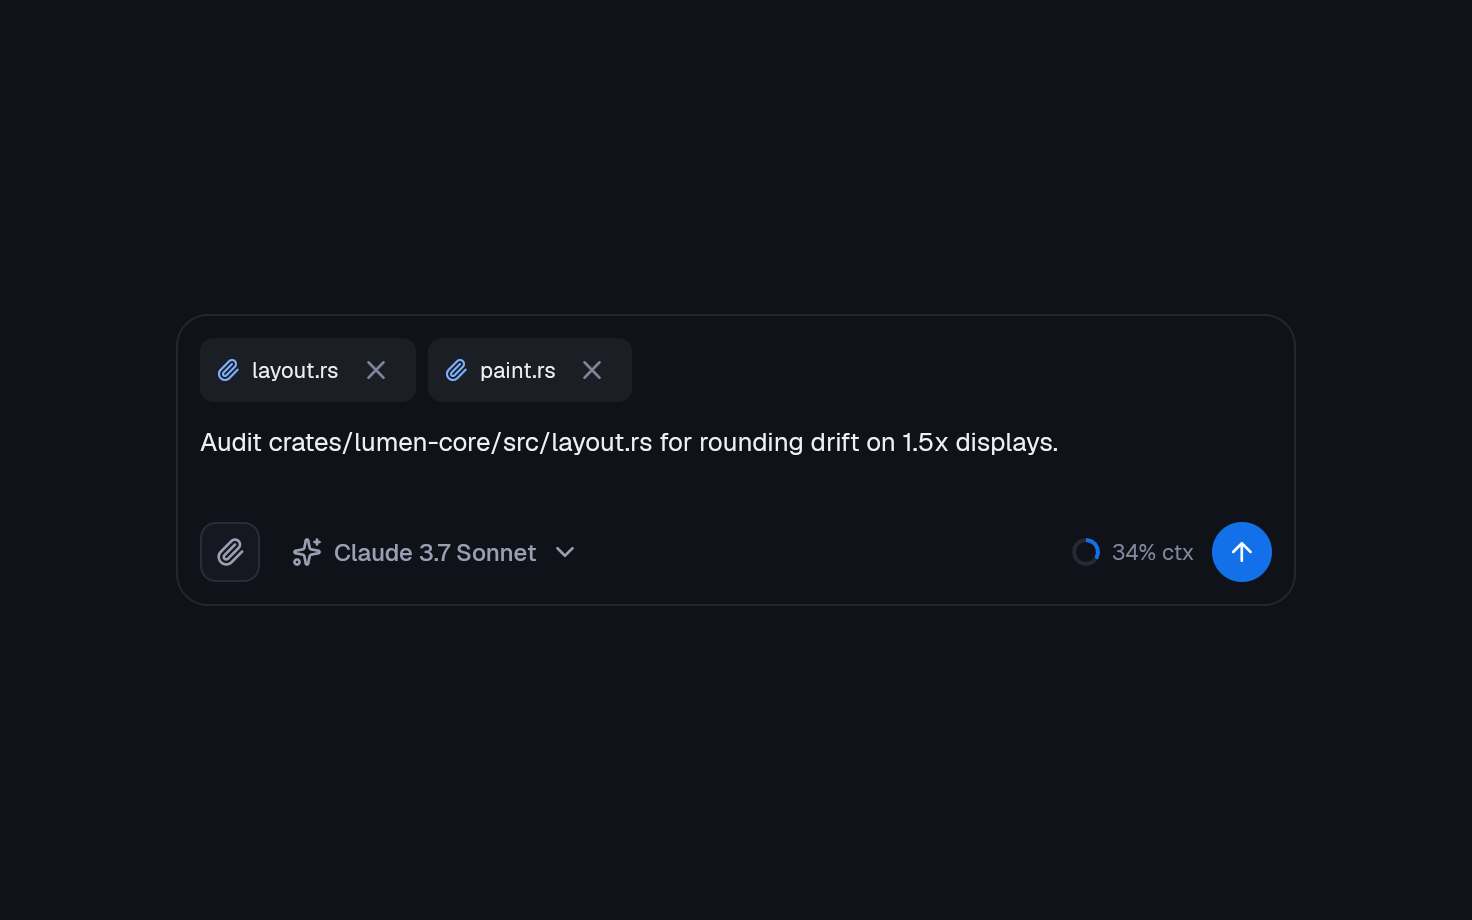 layout.rs paint.rs
Audit crates/lumen-core/src/layout.rs for rounding drift on 1.5x displays.
Claude 3.7 Sonnet 34% ctx